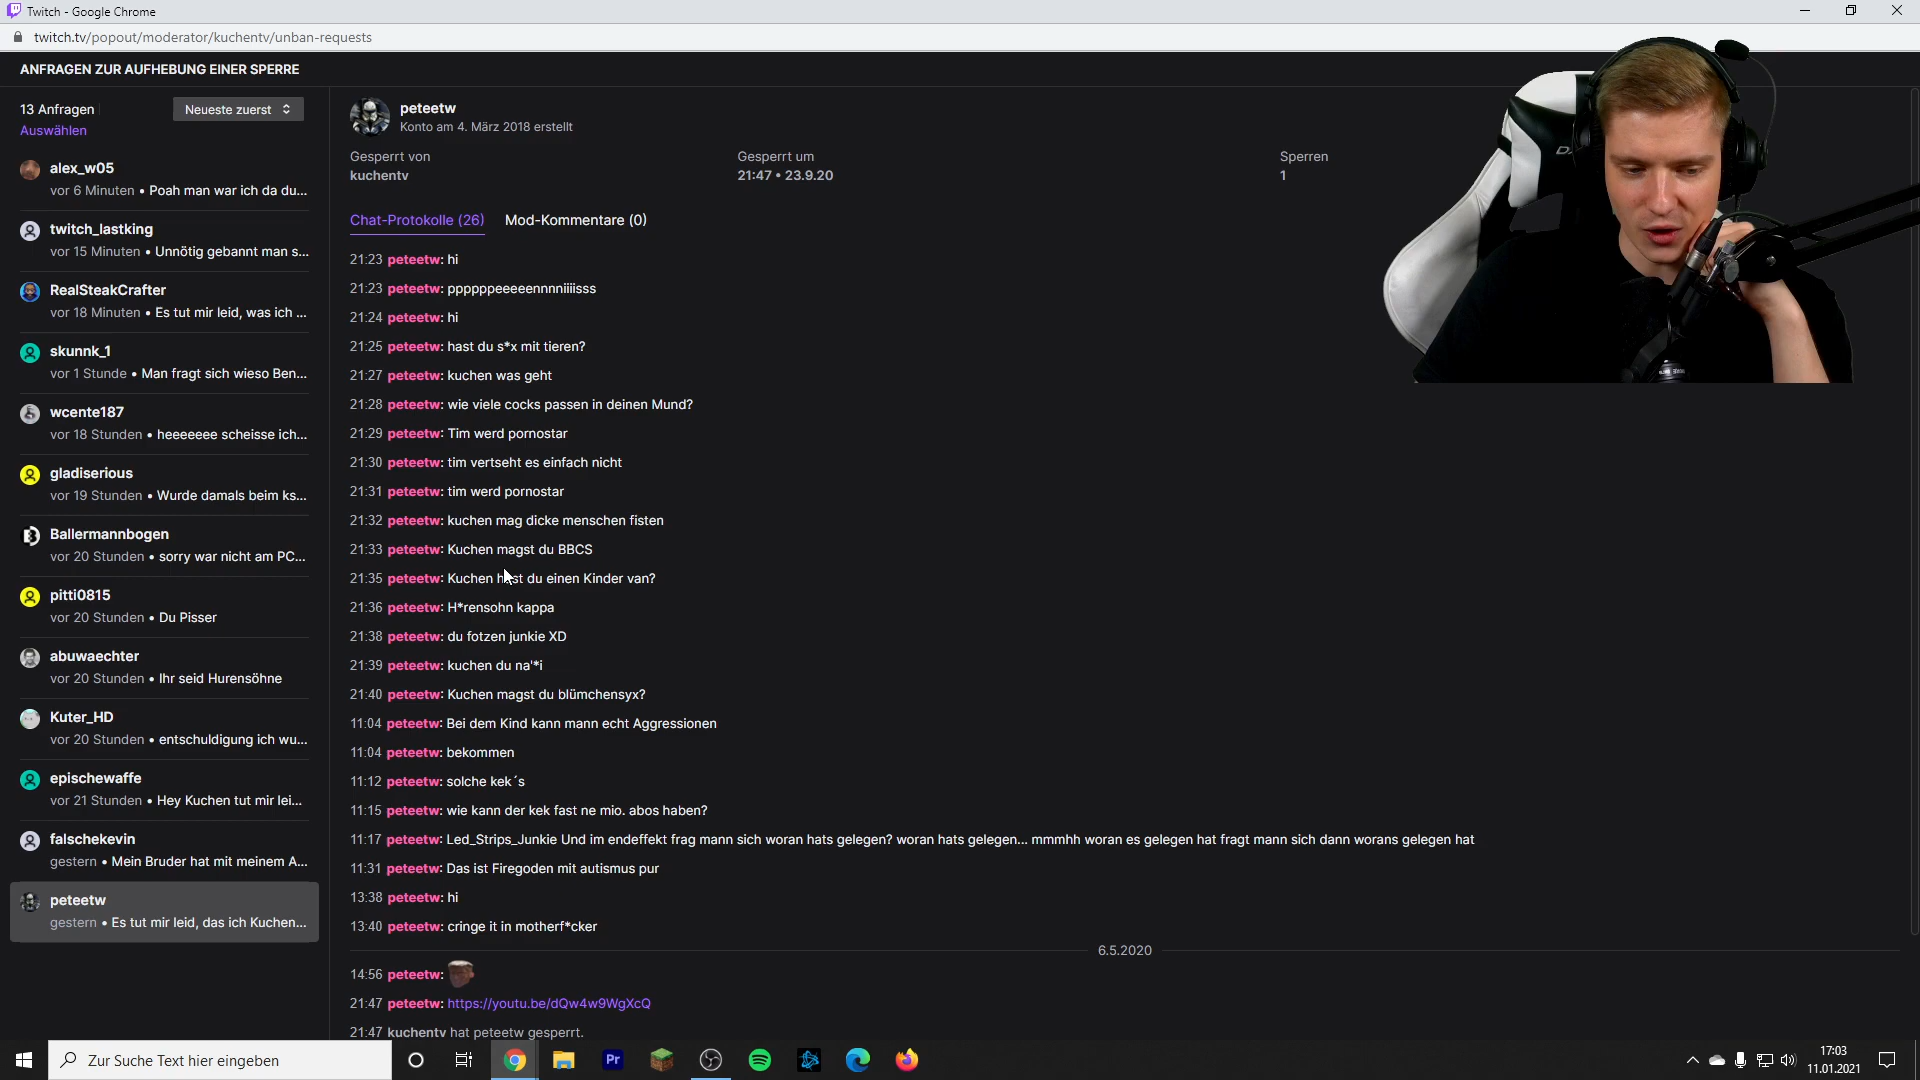 Twitch - Google Chrome
twitch.tv/popout/moderator/kuchentv/unban-requests
ANFRAGEN ZUR AUFHEBUNG EINER SPERRE
13 Anfragen
Neueste zuerst
Auswählen
alex_w05
vor 6 Minuten • Poah man war ich da du...
twitch_lastking
vor 15 Minuten • Unnötig gebannt man s...
RealSteakCrafter
vor 18 Minuten • Es tut mir leid, was ich ...
skunnk_1
vor 1 Stunde • Man fragt sich wieso Ben...
wcente187
vor 18 Stunden • heeeeeee scheisse ich...
gladiserious
vor 19 Stunden • Wurde damals beim ks...
Ballermannbogen
vor 20 Stunden • sorry war nicht am PC...
pitti0815
vor 20 Stunden • Du Pisser
abuwaechter
vor 20 Stunden • Ihr seid Hurensöhne
Kuter_HD
vor 20 Stunden • entschuldigung ich wu...
epischewaffe
vor 21 Stunden • Hey Kuchen tut mir lei...
falschekevin
gestern • Mein Bruder hat mit meinem A...
peteetw
gestern • Es tut mir leid, das ich Kuchen...
peteetw
Konto am 4. März 2018 erstellt
Gesperrt von
kuchentv
Gesperrt um
21:47 • 23.9.20
Sperren
1
Chat-Protokolle (26)
Mod-Kommentare (0)
21:23 peteetw: hi
21:23 peteetw: ppppppeeeeennnniiiisss
21:24 peteetw: hi
21:25 peteetw: hast du s*x mit tieren?
21:27 peteetw: kuchen was geht
21:28 peteetw: wie viele cocks passen in deinen Mund?
21:29 peteetw: Tim werd pornostar
21:30 peteetw: tim vertseht es einfach nicht
21:31 peteetw: tim werd pornostar
21:32 peteetw: kuchen mag dicke menschen fisten
21:33 peteetw: Kuchen magst du BBCS
21:35 peteetw: Kuchen hast du einen Kinder van?
21:36 peteetw: H*rensohn kappa
21:38 peteetw: du fotzen junkie XD
21:39 peteetw: kuchen du na'*i
21:40 peteetw: Kuchen magst du blümchensyx?
11:04 peteetw: Bei dem Kind kann mann echt Aggressionen
11:04 peteetw: bekommen
11:12 peteetw: solche kek´s
11:15 peteetw: wie kann der kek fast ne mio. abos haben?
11:17 peteetw: Led_Strips_Junkie Und im endeffekt frag mann sich woran hats gelegen? woran hats gelegen... mmmhh woran es gelegen hat fragt mann sich dann worans gelegen hat
11:31 peteetw: Das ist Firegoden mit autismus pur
13:38 peteetw: hi
13:40 peteetw: cringe it in motherf*cker
6.5.2020
14:56 peteetw:
21:47 peteetw: https://youtu.be/dQw4w9WgXcQ
21:47 kuchentv hat peteetw gesperrt.
Zur Suche Text hier eingeben
Pr
17:03
11.01.2021